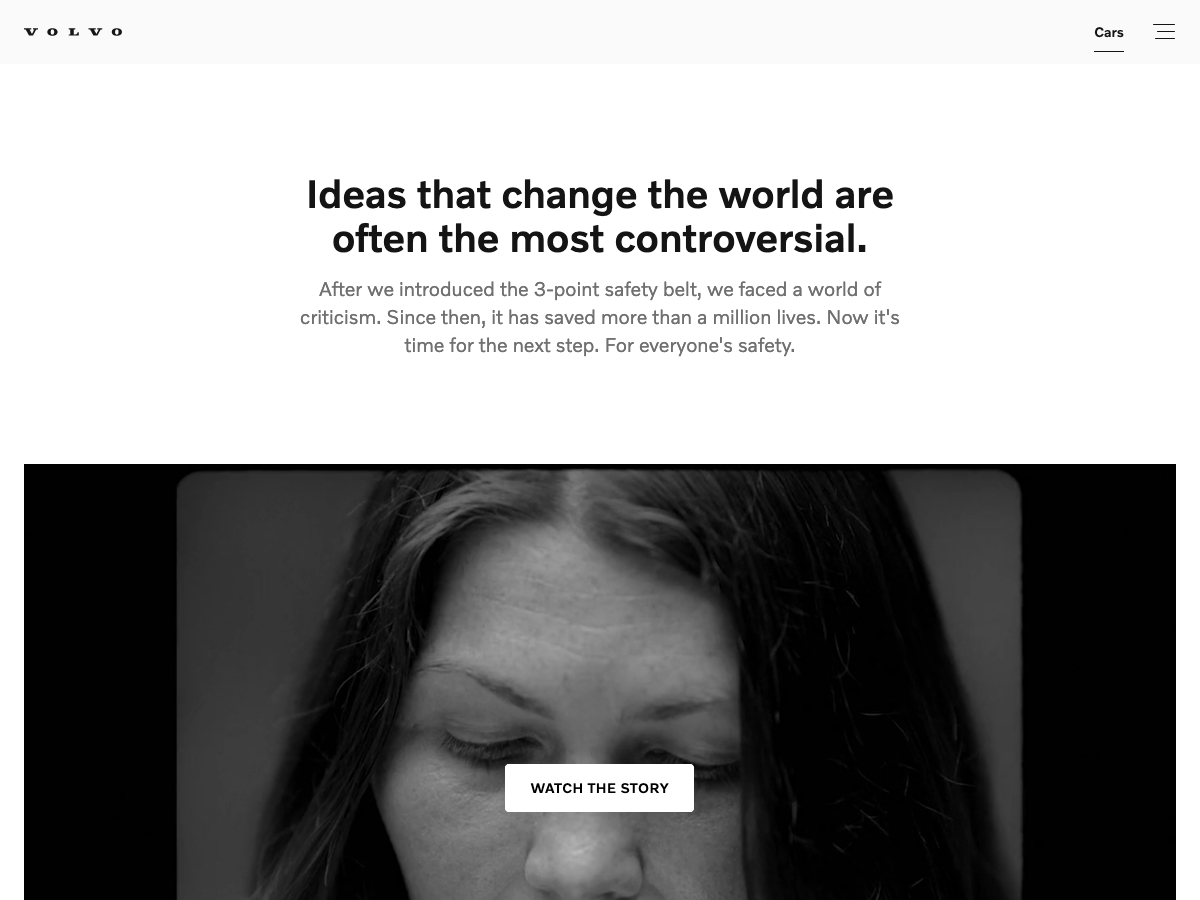 VOLVO
Cars
Ideas that change the world are
often the most controversial.
After we introduced the 3-point safety belt, we faced a world of
criticism. Since then, it has saved more than a million lives. Now it's
time for the next step. For everyone's safety.
WATCH THE STORY